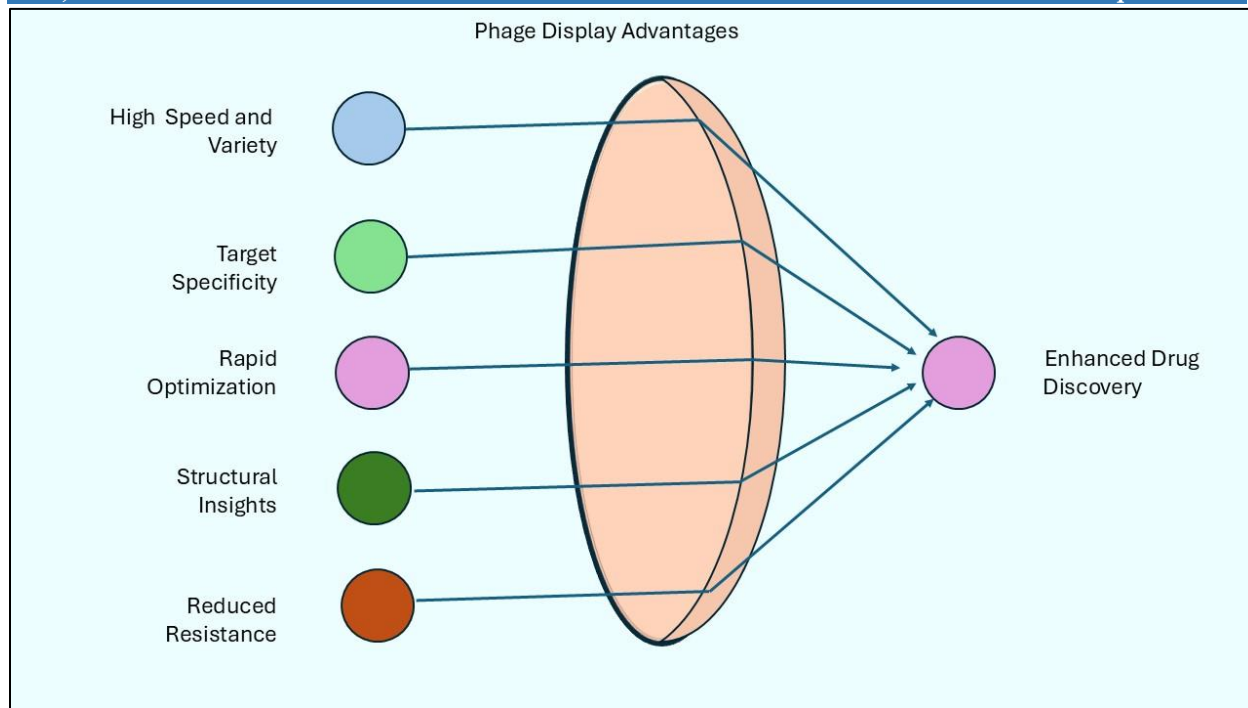 Phage Display Advantages
High Speed and
Variety
Target
Specificity
Rapid
Optimization
Structural
Insights
Reduced
Resistance
Enhanced Drug
Discovery